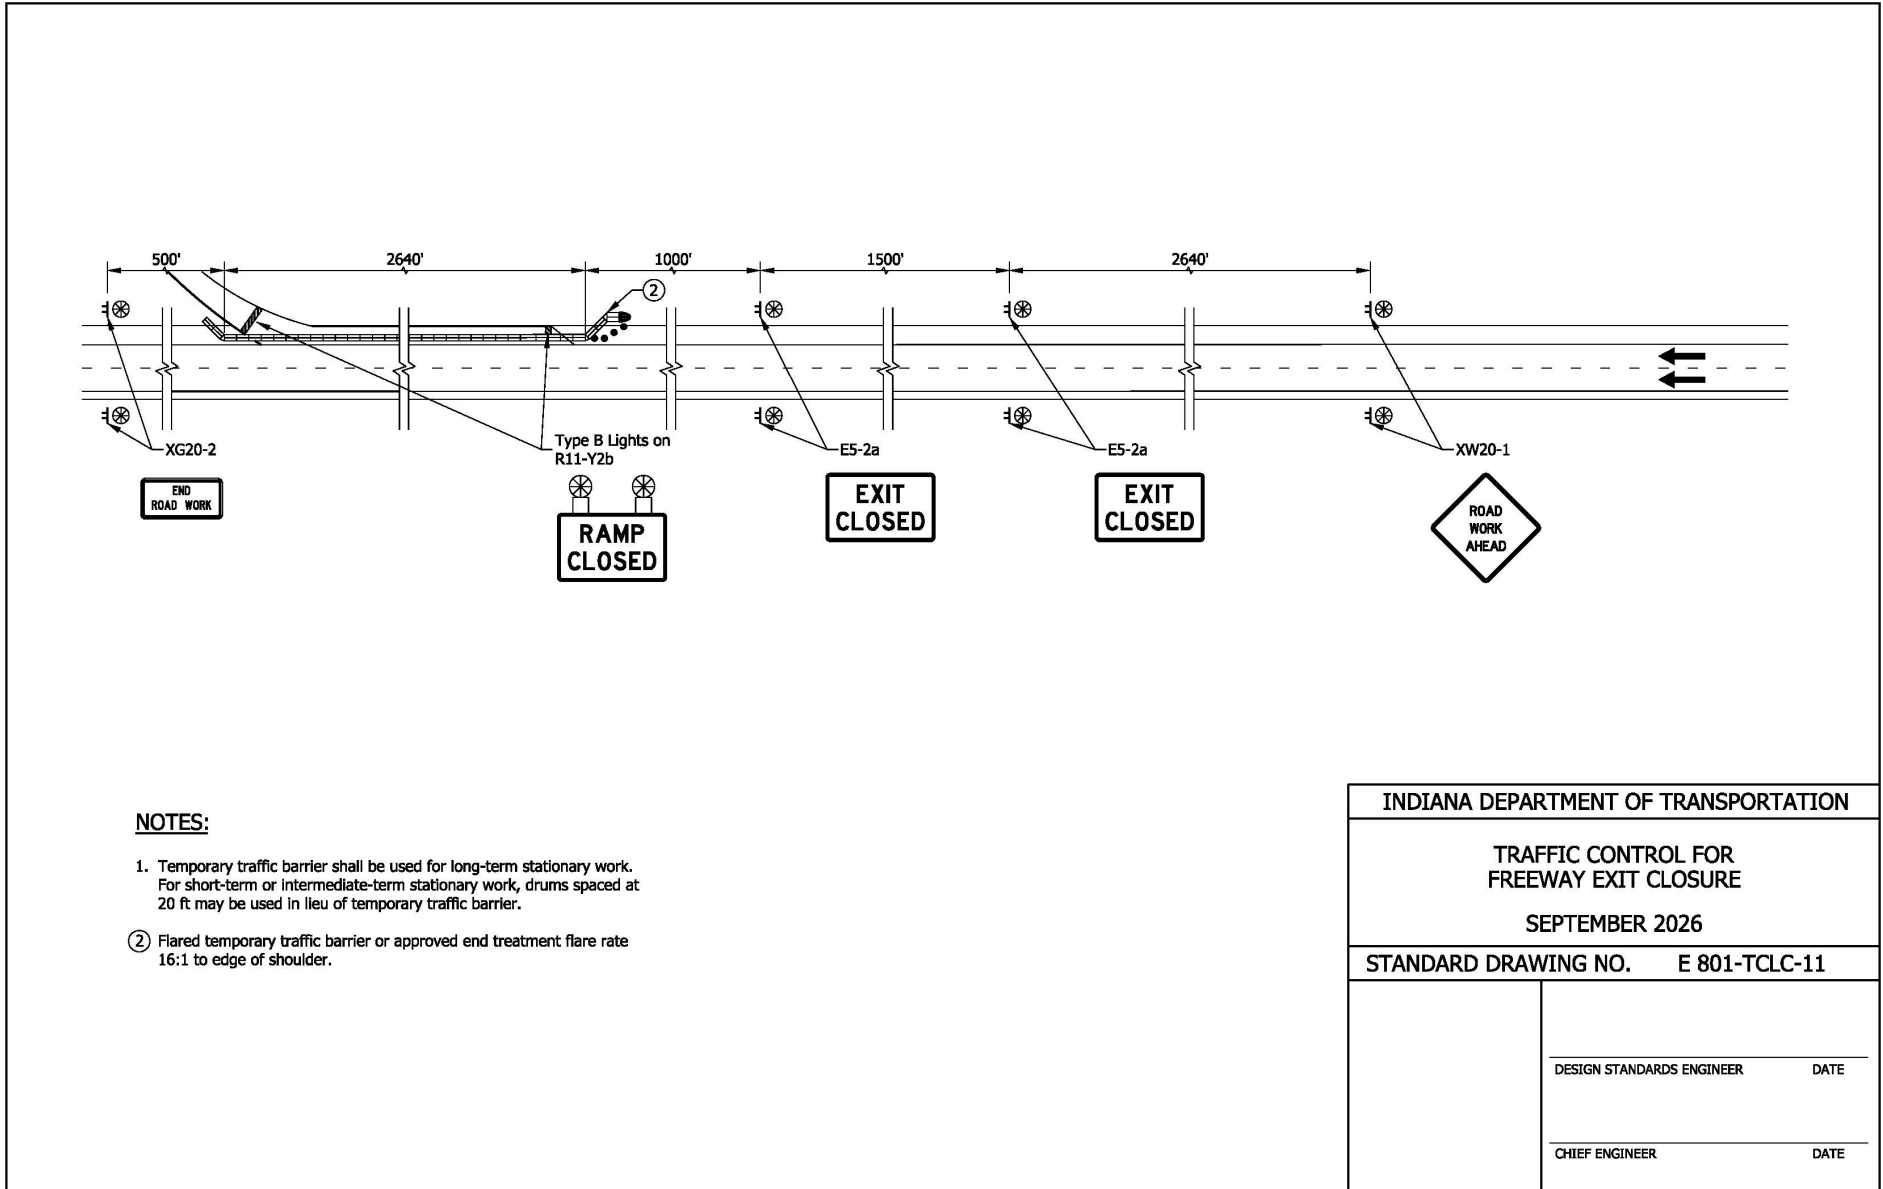 500'
2640'
1000'
1500'
2640'
2
XG20-2
Type B Lights on
R11-Y2b
E5-2a
E5-2a
XW20-1
END
ROAD WORK
RAMP
CLOSED
EXIT
CLOSED
EXIT
CLOSED
ROAD
WORK
AHEAD
NOTES:
1. Temporary traffic barrier shall be used for long-term stationary work.
For short-term or intermediate-term stationary work, drums spaced at
20 ft may be used in lieu of temporary traffic barrier.
2 Flared temporary traffic barrier or approved end treatment flare rate
16:1 to edge of shoulder.
INDIANA DEPARTMENT OF TRANSPORTATION
TRAFFIC CONTROL FOR
FREEWAY EXIT CLOSURE
SEPTEMBER 2026
STANDARD DRAWING NO. E 801-TCLC-11
DESIGN STANDARDS ENGINEER DATE
CHIEF ENGINEER DATE